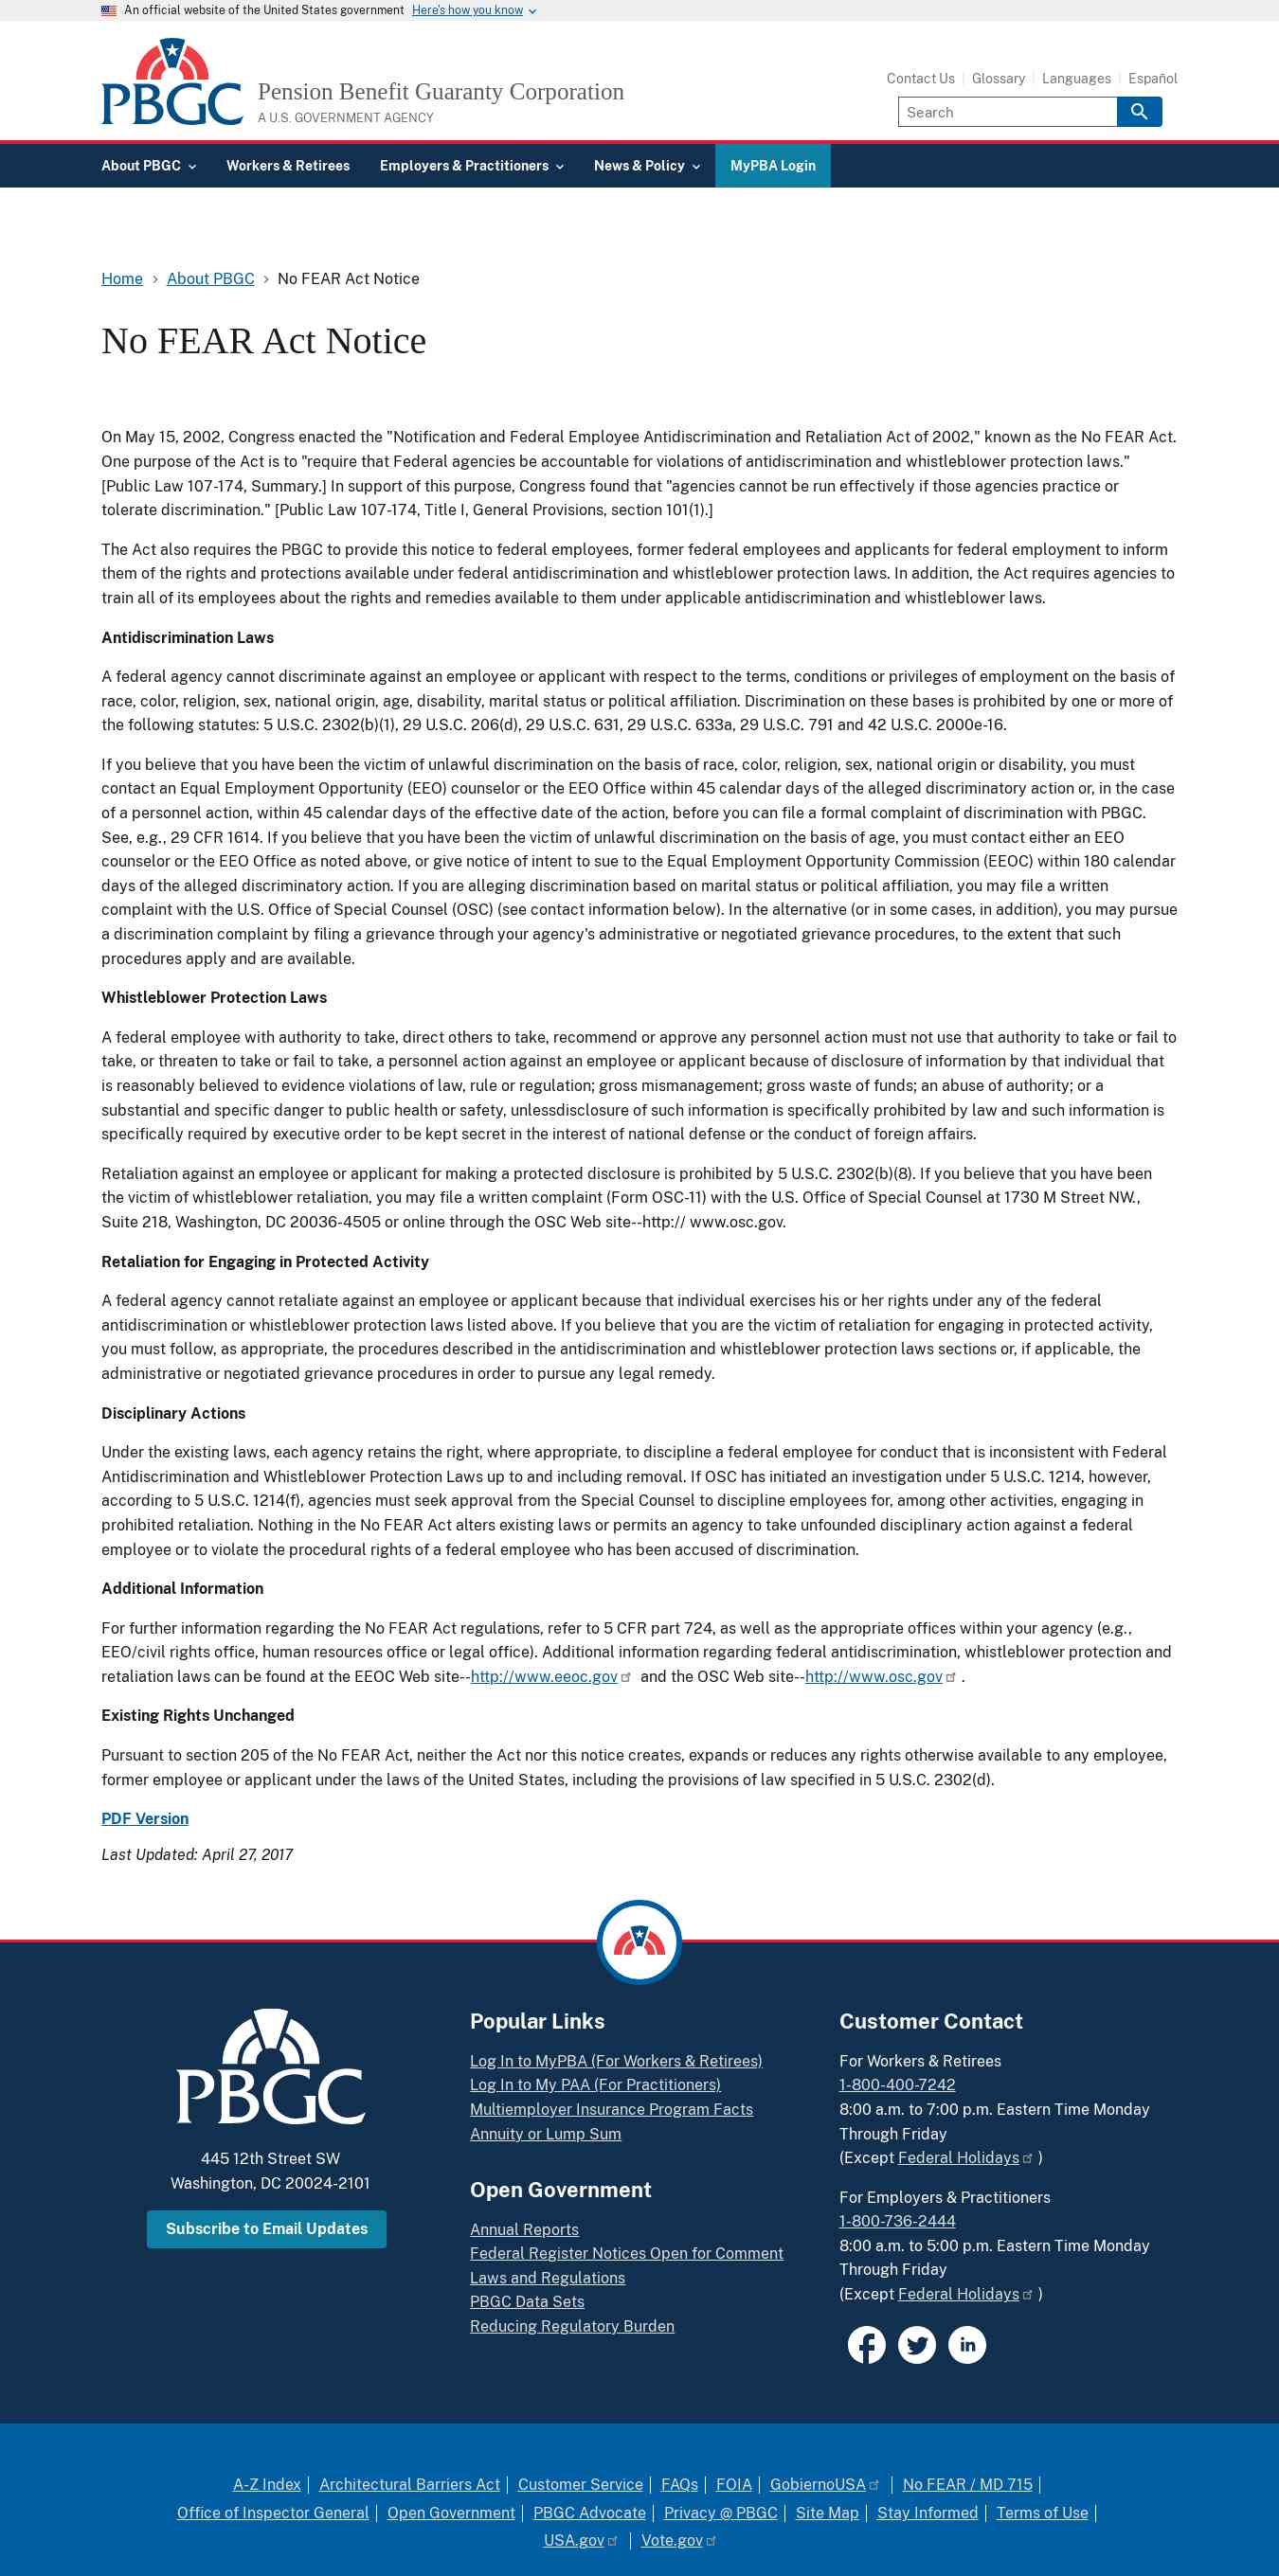 An official website of the United States government Here's how you know
PBGC
Pension Benefit Guaranty Corporation
A U.S. GOVERNMENT AGENCY
Contact Us Glossary Languages Español
Search
About PBGC Workers & Retirees Employers & Practitioners News & Policy MyPBA Login
Home About PBGC No FEAR Act Notice
No FEAR Act Notice
On May 15, 2002, Congress enacted the "Notification and Federal Employee Antidiscrimination and Retaliation Act of 2002," known as the No FEAR Act.
One purpose of the Act is to "require that Federal agencies be accountable for violations of antidiscrimination and whistleblower protection laws."
[Public Law 107-174, Summary.] In support of this purpose, Congress found that "agencies cannot be run effectively if those agencies practice or
tolerate discrimination." [Public Law 107-174, Title I, General Provisions, section 101(1).]
The Act also requires the PBGC to provide this notice to federal employees, former federal employees and applicants for federal employment to inform
them of the rights and protections available under federal antidiscrimination and whistleblower protection laws. In addition, the Act requires agencies to
train all of its employees about the rights and remedies available to them under applicable antidiscrimination and whistleblower laws.
Antidiscrimination Laws
A federal agency cannot discriminate against an employee or applicant with respect to the terms, conditions or privileges of employment on the basis of
race, color, religion, sex, national origin, age, disability, marital status or political affiliation. Discrimination on these bases is prohibited by one or more of
the following statutes: 5 U.S.C. 2302(b)(1), 29 U.S.C. 206(d), 29 U.S.C. 631, 29 U.S.C. 633a, 29 U.S.C. 791 and 42 U.S.C. 2000e-16.
If you believe that you have been the victim of unlawful discrimination on the basis of race, color, religion, sex, national origin or disability, you must
contact an Equal Employment Opportunity (EEO) counselor or the EEO Office within 45 calendar days of the alleged discriminatory action or, in the case
of a personnel action, within 45 calendar days of the effective date of the action, before you can file a formal complaint of discrimination with PBGC.
See, e.g., 29 CFR 1614. If you believe that you have been the victim of unlawful discrimination on the basis of age, you must contact either an EEO
counselor or the EEO Office as noted above, or give notice of intent to sue to the Equal Employment Opportunity Commission (EEOC) within 180 calendar
days of the alleged discriminatory action. If you are alleging discrimination based on marital status or political affiliation, you may file a written
complaint with the U.S. Office of Special Counsel (OSC) (see contact information below). In the alternative (or in some cases, in addition), you may pursue
a discrimination complaint by filing a grievance through your agency's administrative or negotiated grievance procedures, to the extent that such
procedures apply and are available.
Whistleblower Protection Laws
A federal employee with authority to take, direct others to take, recommend or approve any personnel action must not use that authority to take or fail to
take, or threaten to take or fail to take, a personnel action against an employee or applicant because of disclosure of information by that individual that
is reasonably believed to evidence violations of law, rule or regulation; gross mismanagement; gross waste of funds; an abuse of authority; or a
substantial and specific danger to public health or safety, unlessdisclosure of such information is specifically prohibited by law and such information is
specifically required by executive order to be kept secret in the interest of national defense or the conduct of foreign affairs.
Retaliation against an employee or applicant for making a protected disclosure is prohibited by 5 U.S.C. 2302(b)(8). If you believe that you have been
the victim of whistleblower retaliation, you may file a written complaint (Form OSC-11) with the U.S. Office of Special Counsel at 1730 M Street NW.,
Suite 218, Washington, DC 20036-4505 or online through the OSC Web site--http:// www.osc.gov.
Retaliation for Engaging in Protected Activity
A federal agency cannot retaliate against an employee or applicant because that individual exercises his or her rights under any of the federal
antidiscrimination or whistleblower protection laws listed above. If you believe that you are the victim of retaliation for engaging in protected activity,
you must follow, as appropriate, the procedures described in the antidiscrimination and whistleblower protection laws sections or, if applicable, the
administrative or negotiated grievance procedures in order to pursue any legal remedy.
Disciplinary Actions
Under the existing laws, each agency retains the right, where appropriate, to discipline a federal employee for conduct that is inconsistent with Federal
Antidiscrimination and Whistleblower Protection Laws up to and including removal. If OSC has initiated an investigation under 5 U.S.C. 1214, however,
according to 5 U.S.C. 1214(f), agencies must seek approval from the Special Counsel to discipline employees for, among other activities, engaging in
prohibited retaliation. Nothing in the No FEAR Act alters existing laws or permits an agency to take unfounded disciplinary action against a federal
employee or to violate the procedural rights of a federal employee who has been accused of discrimination.
Additional Information
For further information regarding the No FEAR Act regulations, refer to 5 CFR part 724, as well as the appropriate offices within your agency (e.g.,
EEO/civil rights office, human resources office or legal office). Additional information regarding federal antidiscrimination, whistleblower protection and
retaliation laws can be found at the EEOC Web site--http://www.eeoc.gov and the OSC Web site--http://www.osc.gov .
Existing Rights Unchanged
Pursuant to section 205 of the No FEAR Act, neither the Act nor this notice creates, expands or reduces any rights otherwise available to any employee,
former employee or applicant under the laws of the United States, including the provisions of law specified in 5 U.S.C. 2302(d).
PDF Version
Last Updated: April 27, 2017
PBGC
445 12th Street SW
Washington, DC 20024-2101
Subscribe to Email Updates
Popular Links
Log In to MyPBA (For Workers & Retirees)
Log In to My PAA (For Practitioners)
Multiemployer Insurance Program Facts
Annuity or Lump Sum
Open Government
Annual Reports
Federal Register Notices Open for Comment
Laws and Regulations
PBGC Data Sets
Reducing Regulatory Burden
Customer Contact
For Workers & Retirees
1-800-400-7242
8:00 a.m. to 7:00 p.m. Eastern Time Monday
Through Friday
(Except Federal Holidays )
For Employers & Practitioners
1-800-736-2444
8:00 a.m. to 5:00 p.m. Eastern Time Monday
Through Friday
(Except Federal Holidays )
in
A-Z Index Architectural Barriers Act Customer Service FAQs FOIA GobiernoUSA No FEAR / MD 715
Office of Inspector General Open Government PBGC Advocate Privacy @ PBGC Site Map Stay Informed Terms of Use
USA.gov Vote.gov